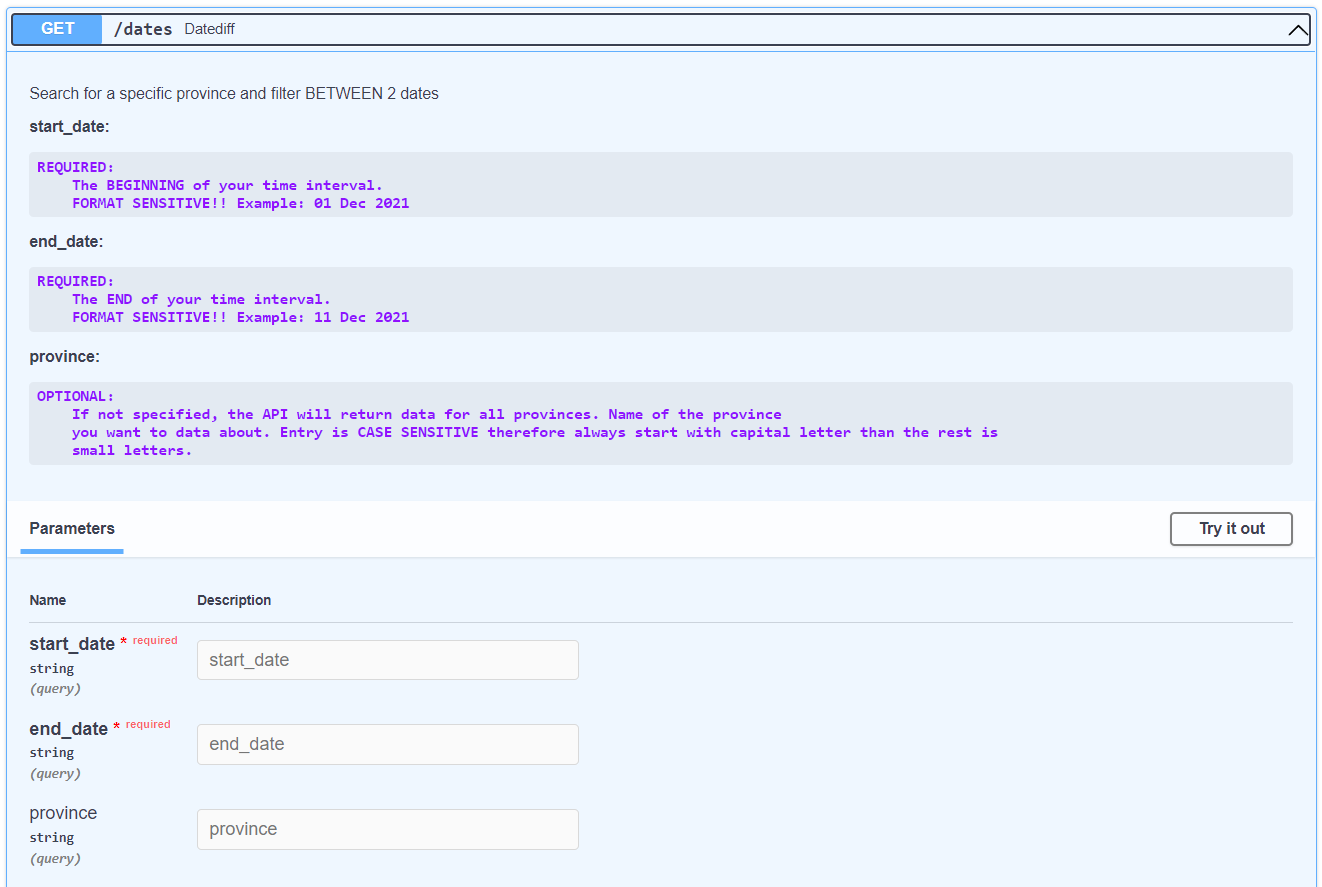 GET /dates Datediff
Search for a specific province and filter BETWEEN 2 dates
start_date:
REQUIRED:
The BEGINNING of your time interval.
FORMAT SENSITIVE!! Example: 01 Dec 2021
end_date:
REQUIRED:
The END of your time interval.
FORMAT SENSITIVE!! Example: 11 Dec 2021
province:
OPTIONAL:
If not specified, the API will return data for all provinces. Name of the province
you want to data about. Entry is CASE SENSITIVE therefore always start with capital letter than the rest is
small letters.
Parameters Try it out
Name Description
start_date * required
string
(query)
start_date
end_date * required
string
(query)
end_date
province
string
(query)
province